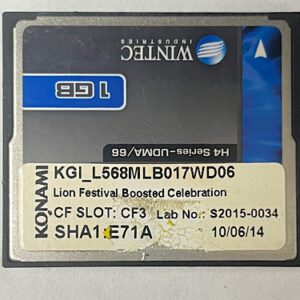 WINTEC
INDUSTRIES
1 GB
H4 Series-UDMA/66
KONAMI
KGI_L568MLB017WD06
Lion Festival Boosted Celebration
CF SLOT: CF3 Lab No.: S2015-0034
SHA1: E71A 10/06/14